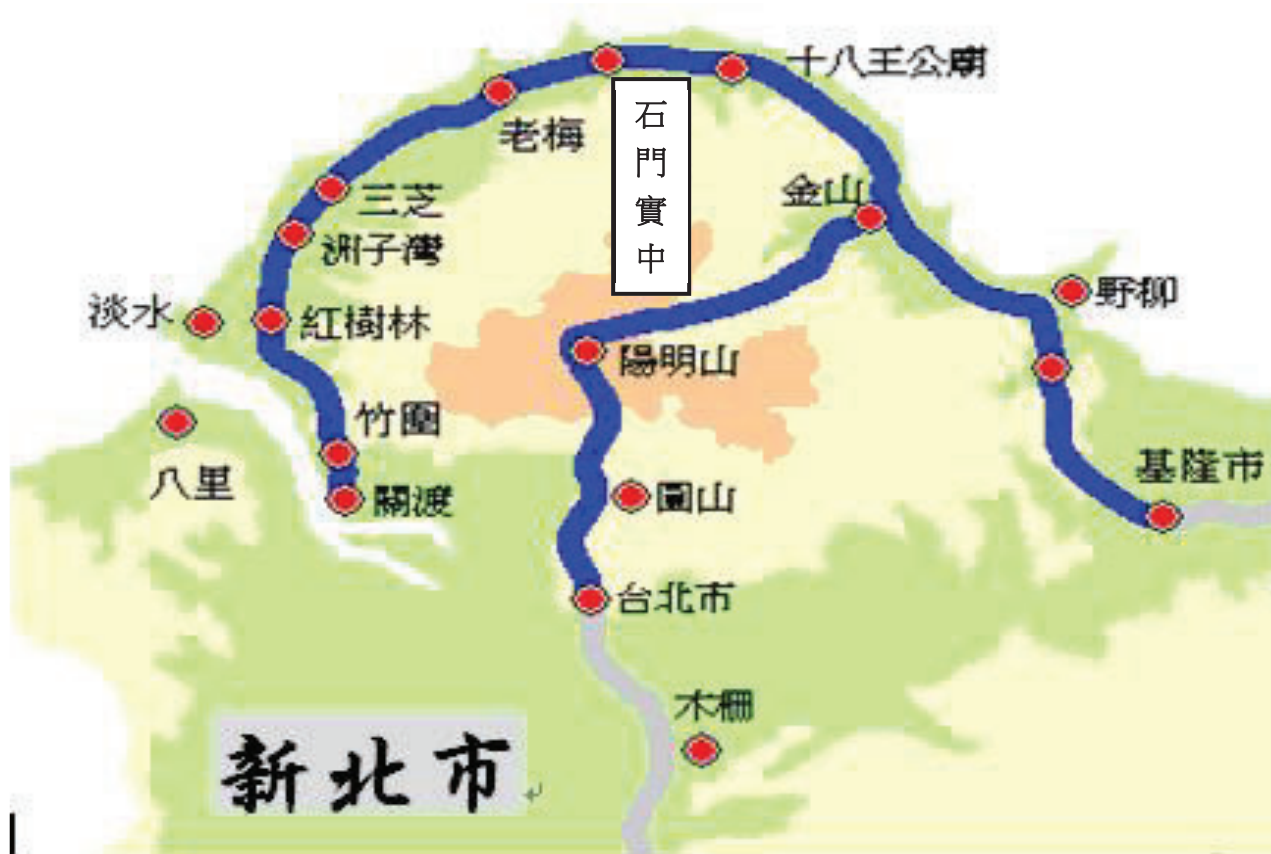 十八王公廟
老梅
石門實中
金山
三芝
洲子灣
野柳
淡水
紅樹林
陽明山
竹圍
八里
基隆市
關渡
圓山
台北市
木柵
新北市